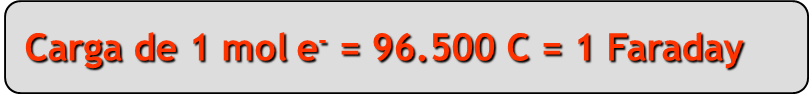 Carga de 1 mol e⁻ = 96.500 C = 1 Faraday